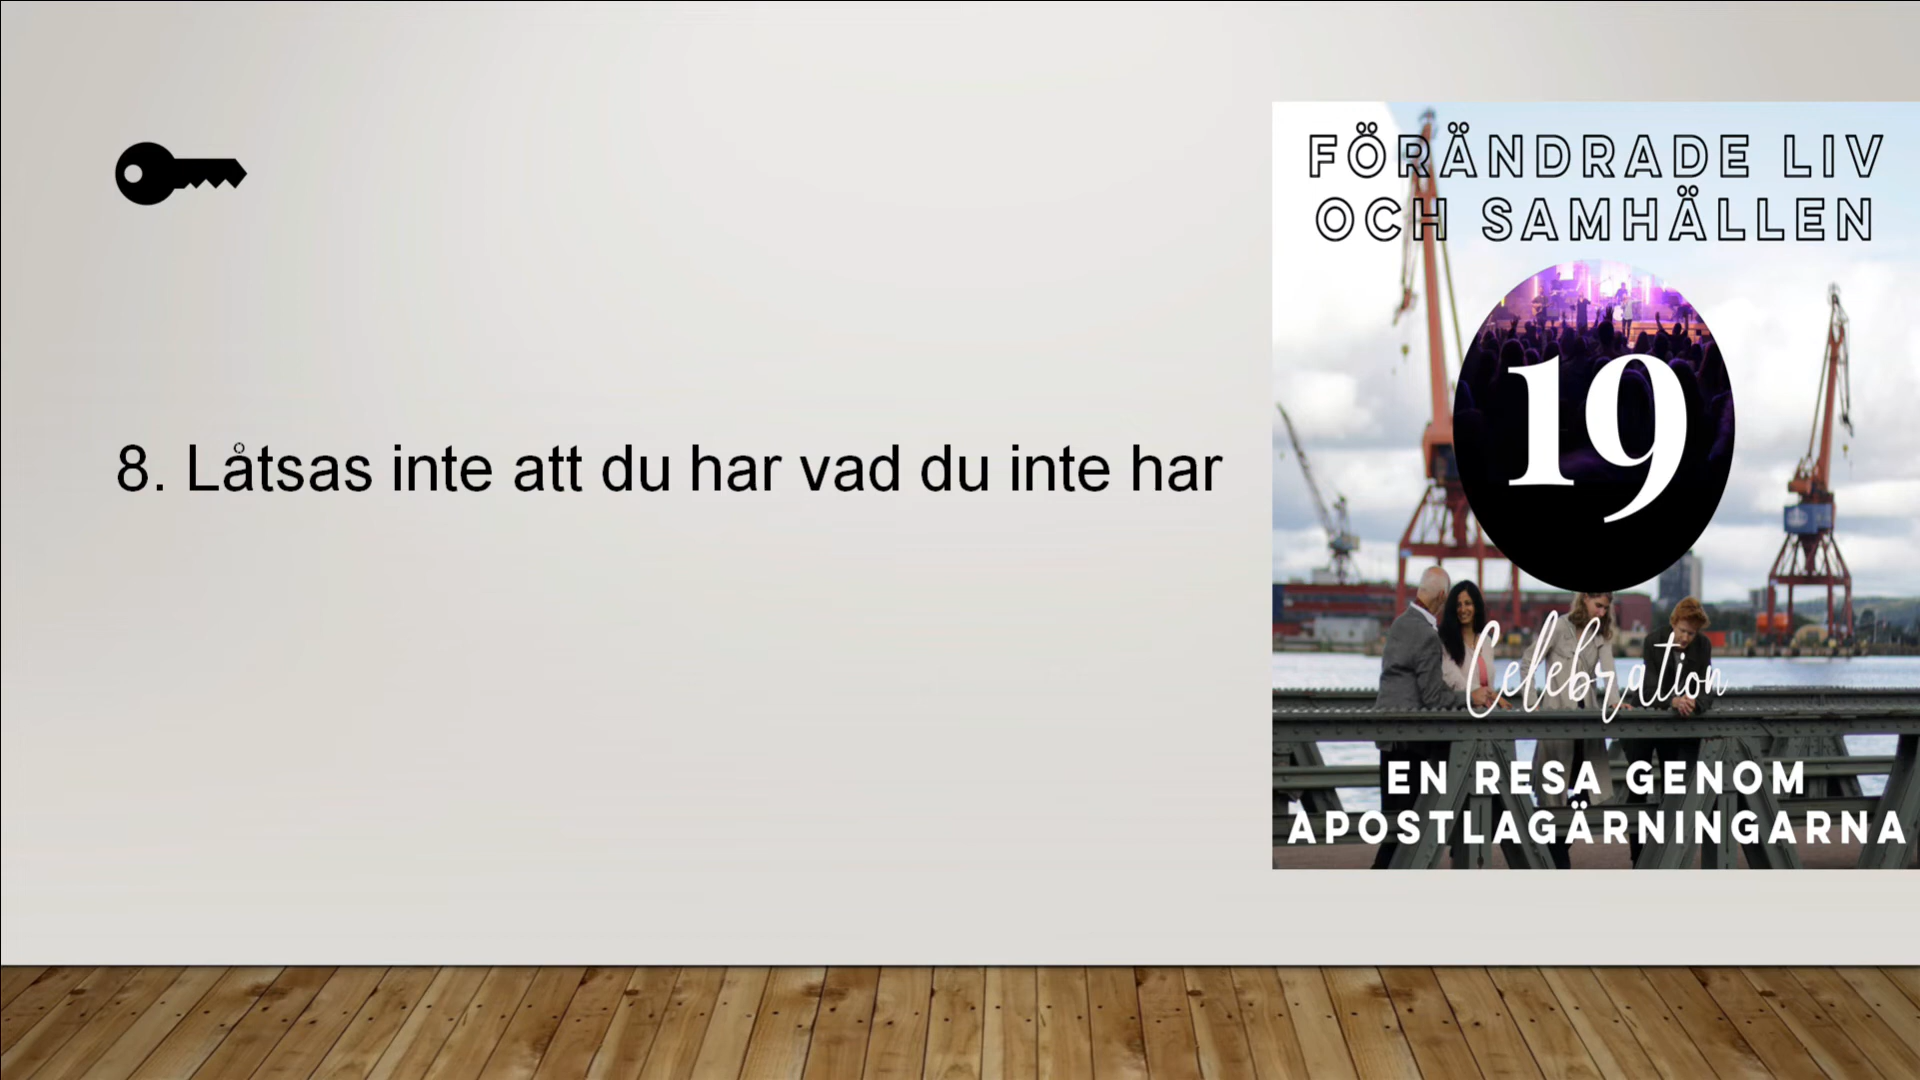 8. Låtsas inte att du har vad du inte har
FÖRÄNDRADE LIV
OCH SAMHÄLLEN
19
Celebration
EN RESA GENOM
APOSTLAGÄRNINGARNA